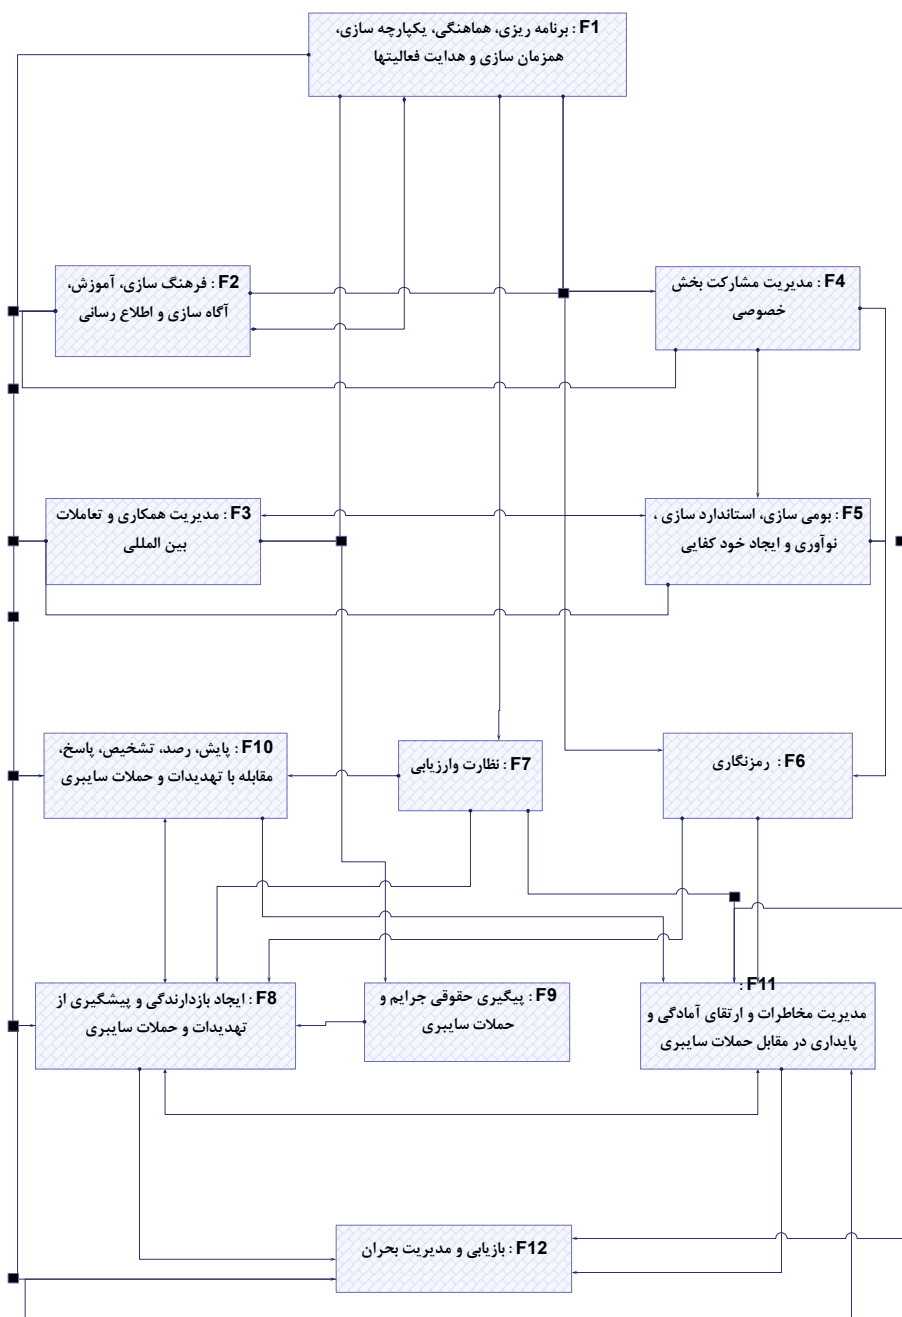 F1 : برنامه ریزی، هماهنگی، یکپارچه سازی،
همزمان سازی و هدایت فعالیتها
F2 : فرهنگ سازی، آموزش،
آگاه سازی و اطلاع رسانی
F4 : مدیریت مشارکت بخش
خصوصی
F3 : مدیریت همکاری و تعاملات
بین المللی
F5 : بومی سازی، استاندارد سازی ،
نوآوری و ایجاد خود کفایی
F10 : پایش، رصد، تشخیص، پاسخ،
مقابله با تهدیدات و حملات سایبری
F7 : نظارت وارزیابی
F6 : رمزنگاری
F8 : ایجاد بازدارندگی و پیشگیری از
تهدیدات و حملات سایبری
F9 : پیگیری حقوقی جرایم و
حملات سایبری
F11 :
مدیریت مخاطرات و ارتقای آمادگی و
پایداری در مقابل حملات سایبری
F12 : بازیابی و مدیریت بحران